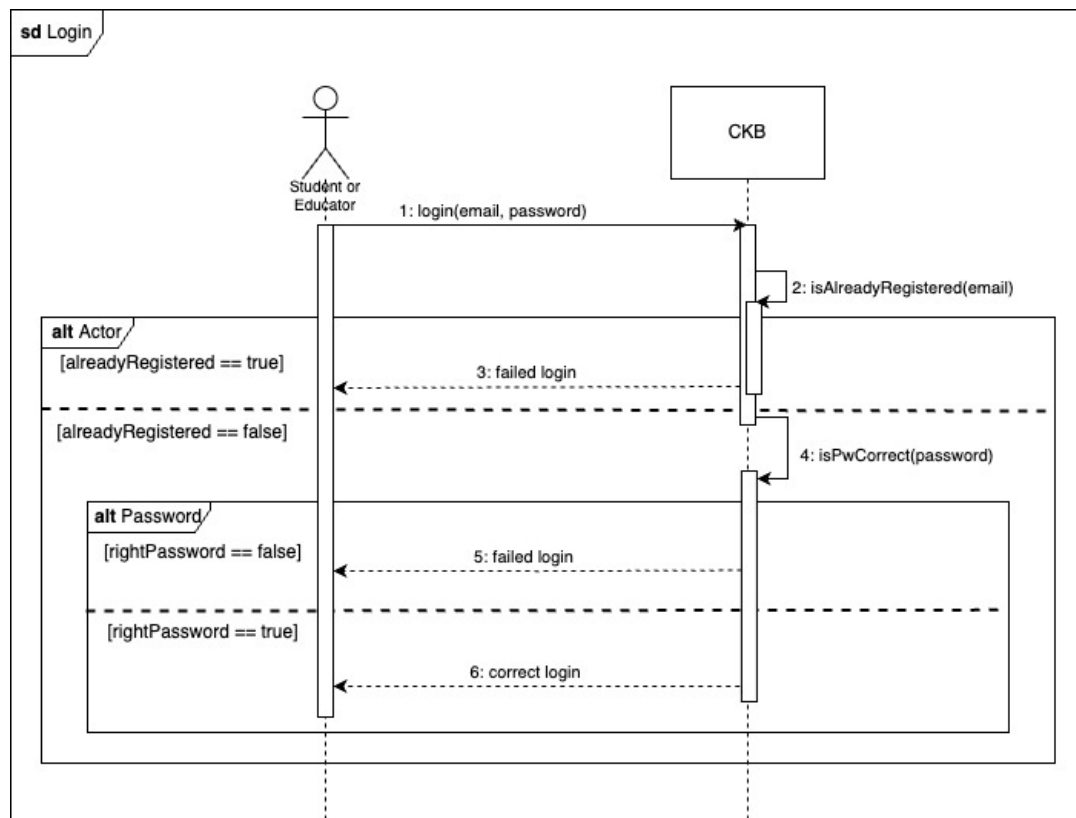 sd Login
CKB
Student or
Educator
1: login(email, password)
2: isAlreadyRegistered(email)
alt Actor
[alreadyRegistered == true]
3: failed login
[alreadyRegistered == false]
4: isPwCorrect(password)
alt Password
[rightPassword == false]
5: failed login
[rightPassword == true]
6: correct login